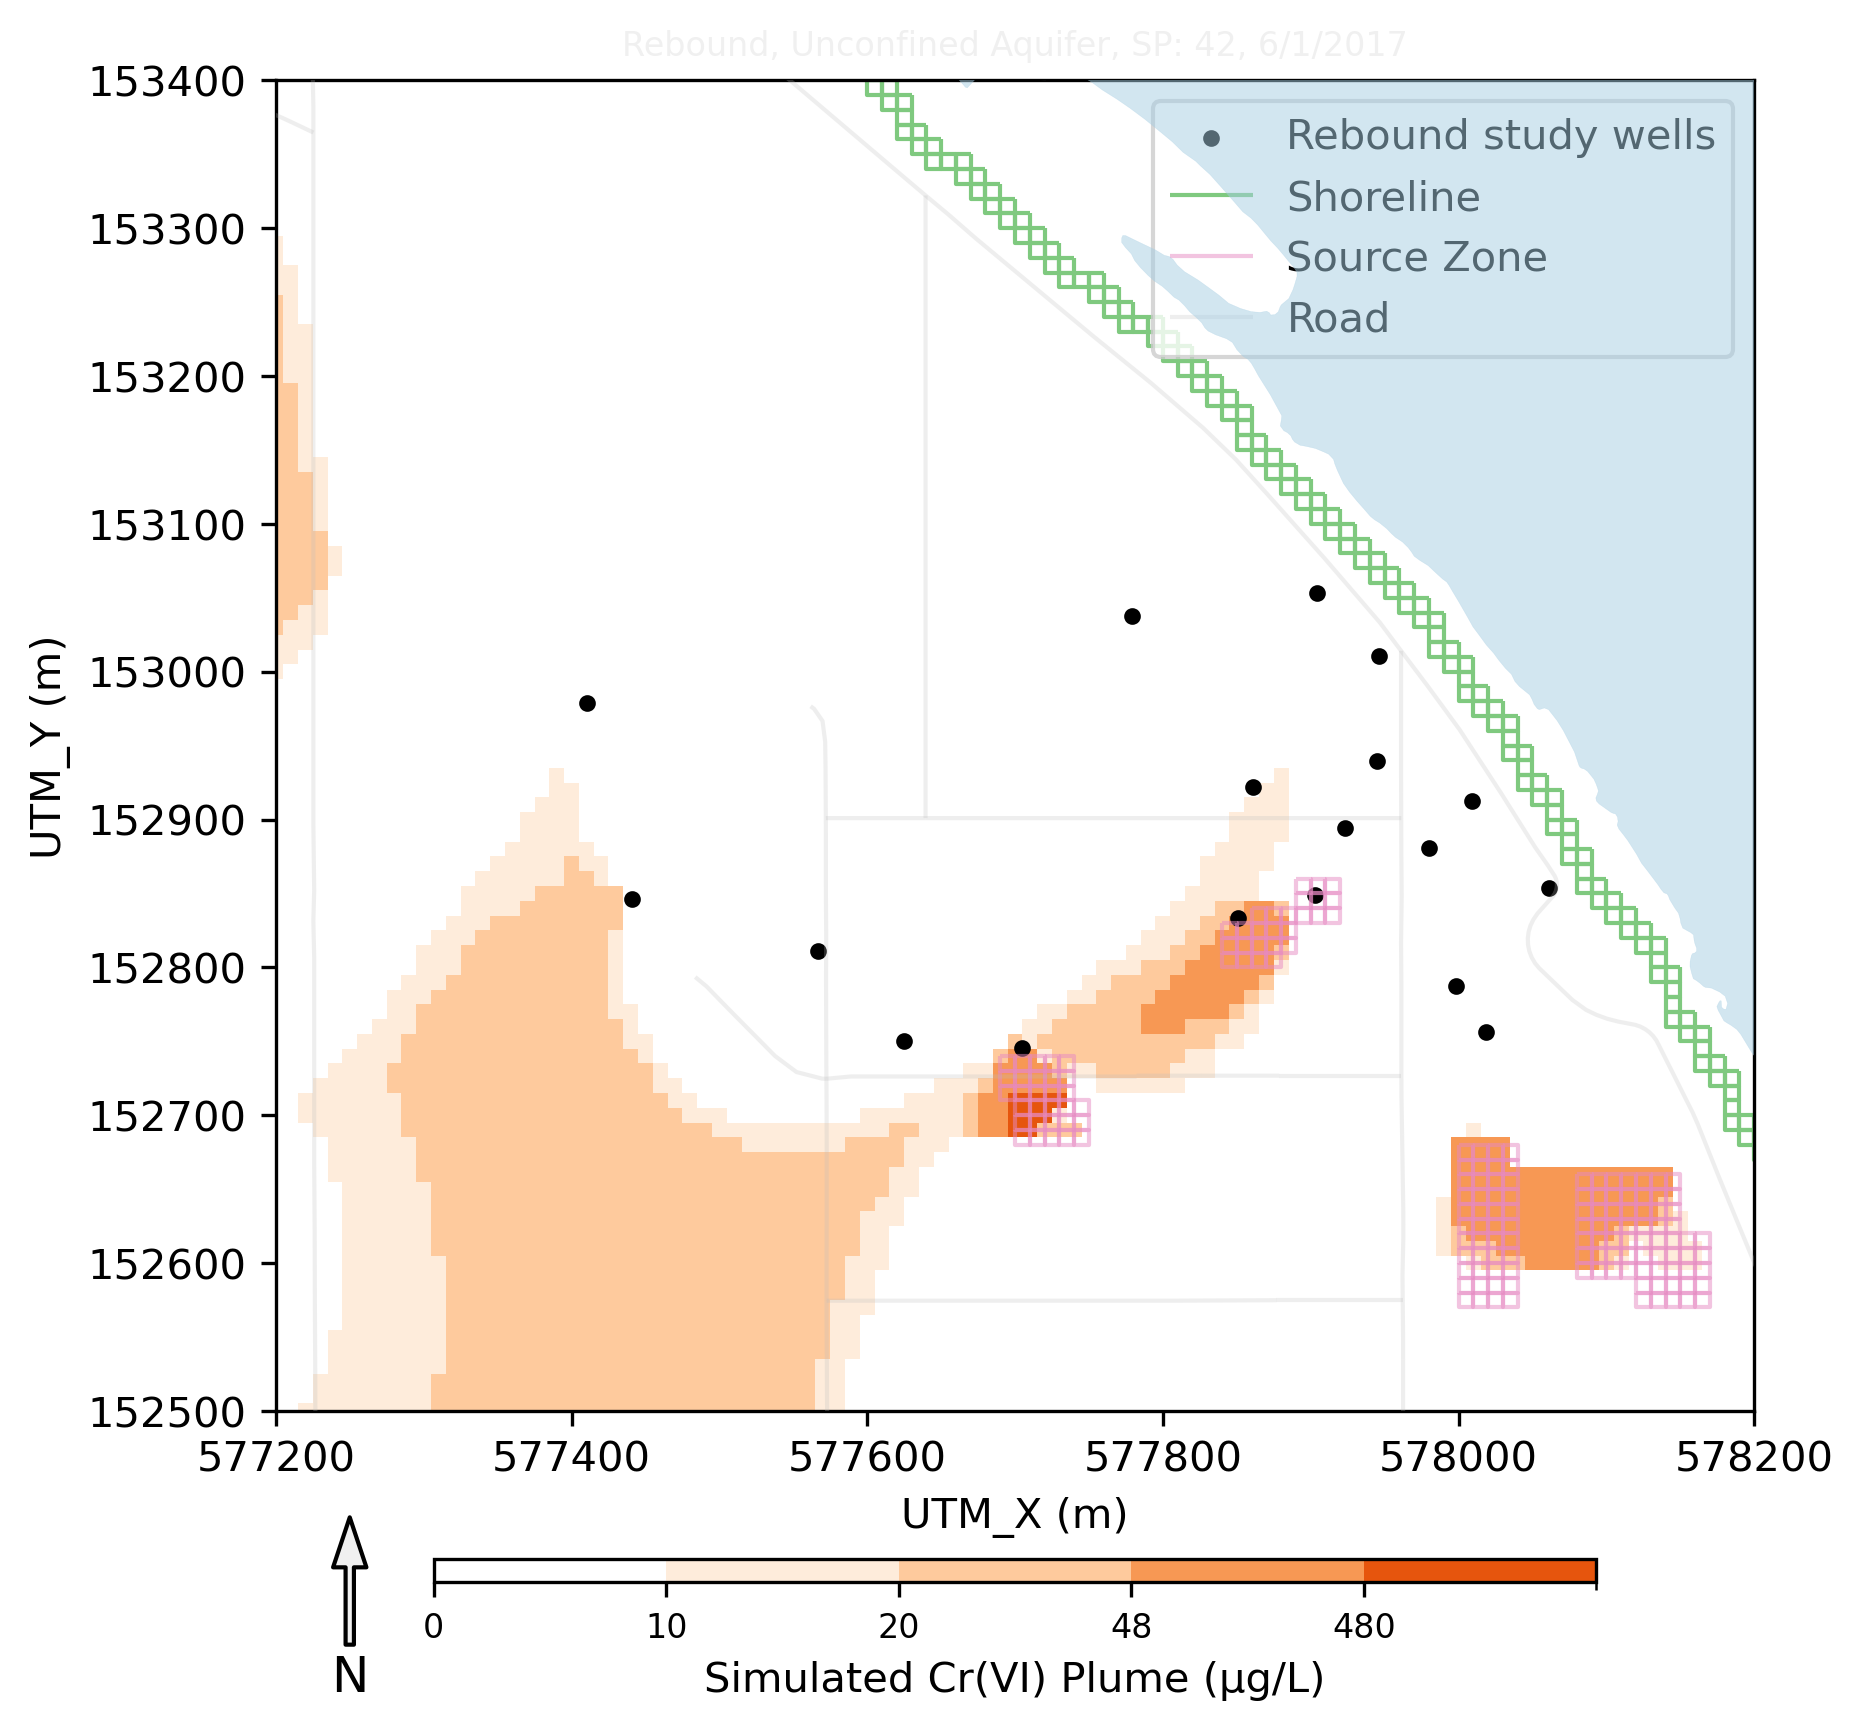 Rebound, Unconfined Aquifer, SP: 42, 6/1/2017
153400
153300
153200
153100
153000
152900
152800
152700
152600
152500
UTM_Y (m)
Rebound study wells
Shoreline
Source Zone
Road
577200
577400
577600
577800
578000
578200
UTM_X (m)
N
0
10
20
48
480
Simulated Cr(VI) Plume (μg/L)